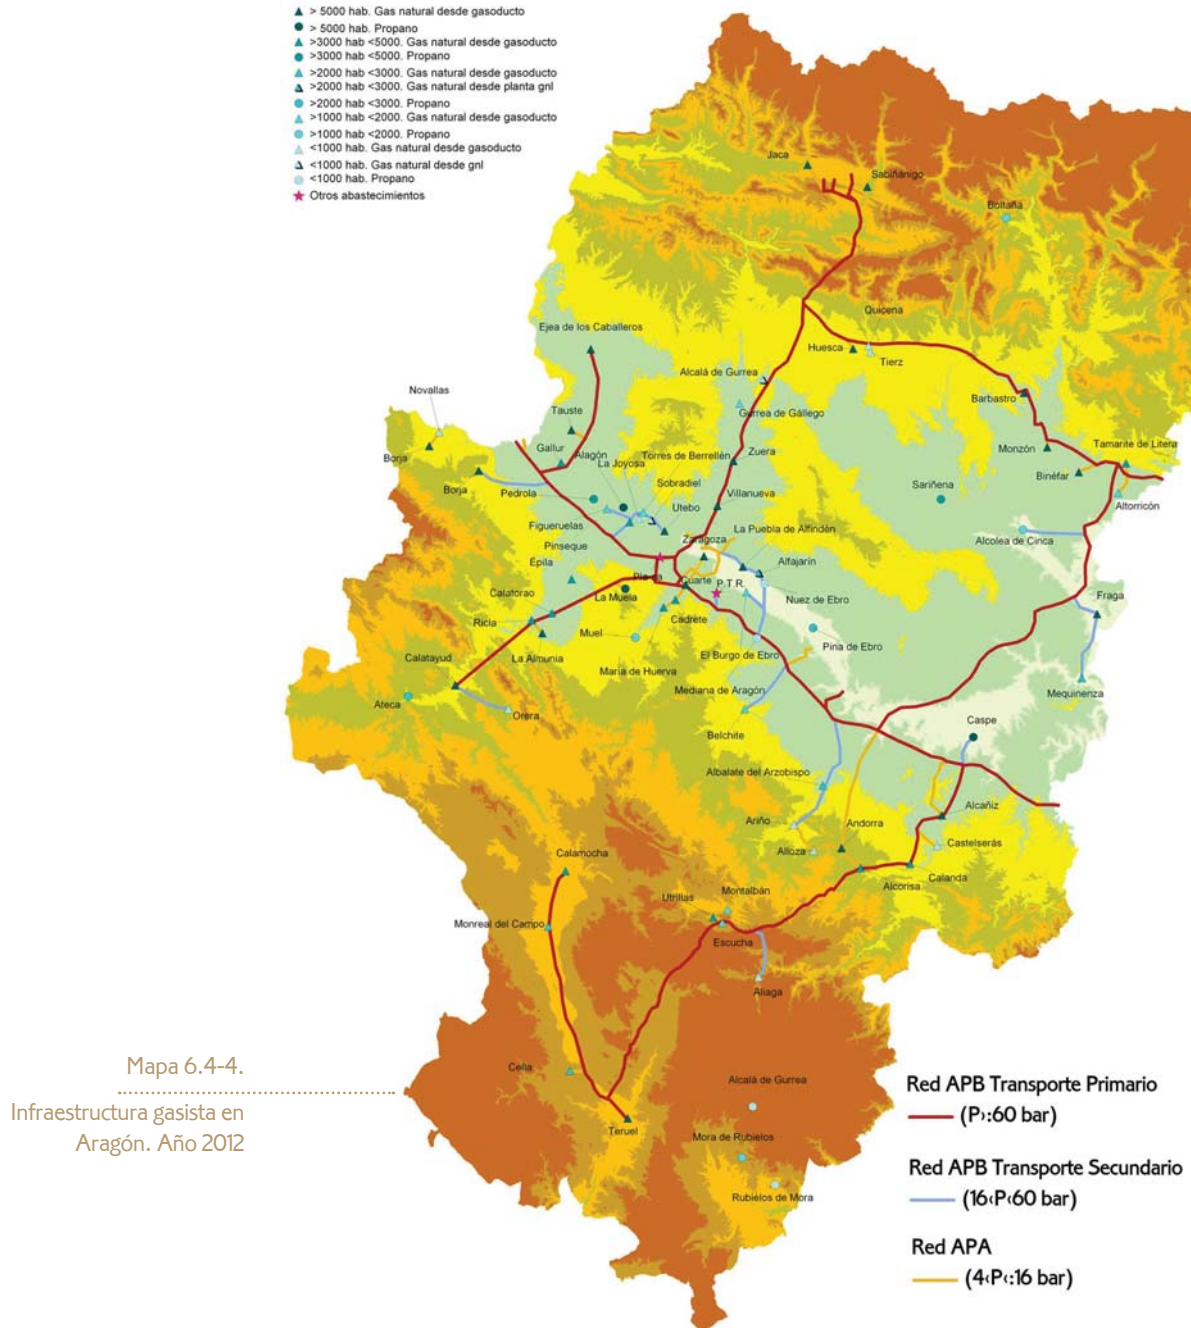 > 5000 hab. Gas natural desde gasoducto
> 5000 hab. Propano
>3000 hab <5000. Gas natural desde gasoducto
>3000 hab <5000. Propano
>2000 hab <3000. Gas natural desde gasoducto
>2000 hab <3000. Gas natural desde planta gnl
>2000 hab <3000. Propano
>1000 hab <2000. Gas natural desde gasoducto
>1000 hab <2000. Propano
<1000 hab. Gas natural desde gasoducto
<1000 hab. Gas natural desde gnl
<1000 hab. Propano
Otros abastecimientos
Jaca
Sabiñánigo
Boltaña
Quicena
Ejea de los Caballeros
Huesca
Tierz
Alcalá de Gurrea
Novallas
Barbastro
Tauste
Gurrea de Gállego
Borja
Gallur
Alagón
Torres de Berrellén
Zuera
Monzón
Tamarite de Litera
La Joyosa
Borja
Pedrola
Sobradiel
Villanueva
Sariñena
Binéfar
Figueruelas
Utebo
La Puebla de Alfindén
Altorricón
Pinseque
Zaragoza
Alcolea de Cinca
Épila
Alfajarín
Cuarte
P.T.R.
Calatorao
La Muela
Nuez de Ebro
Fraga
Ricla
Cadrete
Muel
La Almunia
María de Huerva
El Burgo de Ebro
Pina de Ebro
Calatayud
Mediana de Aragón
Mequinenza
Ateca
Orera
Belchite
Caspe
Albalate del Arzobispo
Ariño
Andorra
Alcañiz
Alloza
Castelserás
Calamocha
Calanda
Alcorisa
Utrillas
Montalbán
Monreal del Campo
Escucha
Aliaga
Cella
Mapa 6.4-4.
Infraestructura gasista en
Aragón. Año 2012
Alcalá de Gurrea
Teruel
Mora de Rubielos
Rubielos de Mora
Red APB Transporte Primario
(P›:60 bar)
Red APB Transporte Secundario
(16‹P‹60 bar)
Red APA
(4‹P‹:16 bar)